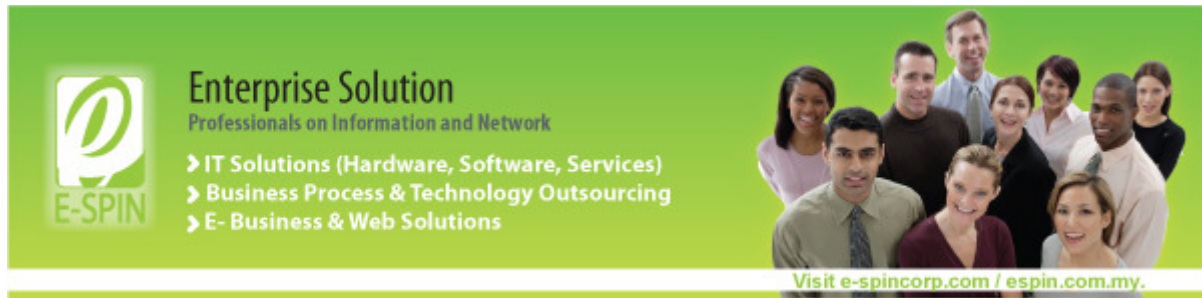 E-SPIN
Enterprise Solution
Professionals on Information and Network
IT Solutions (Hardware, Software, Services)
Business Process & Technology Outsourcing
E- Business & Web Solutions
Visit e-spincorp.com / espin.com.my.